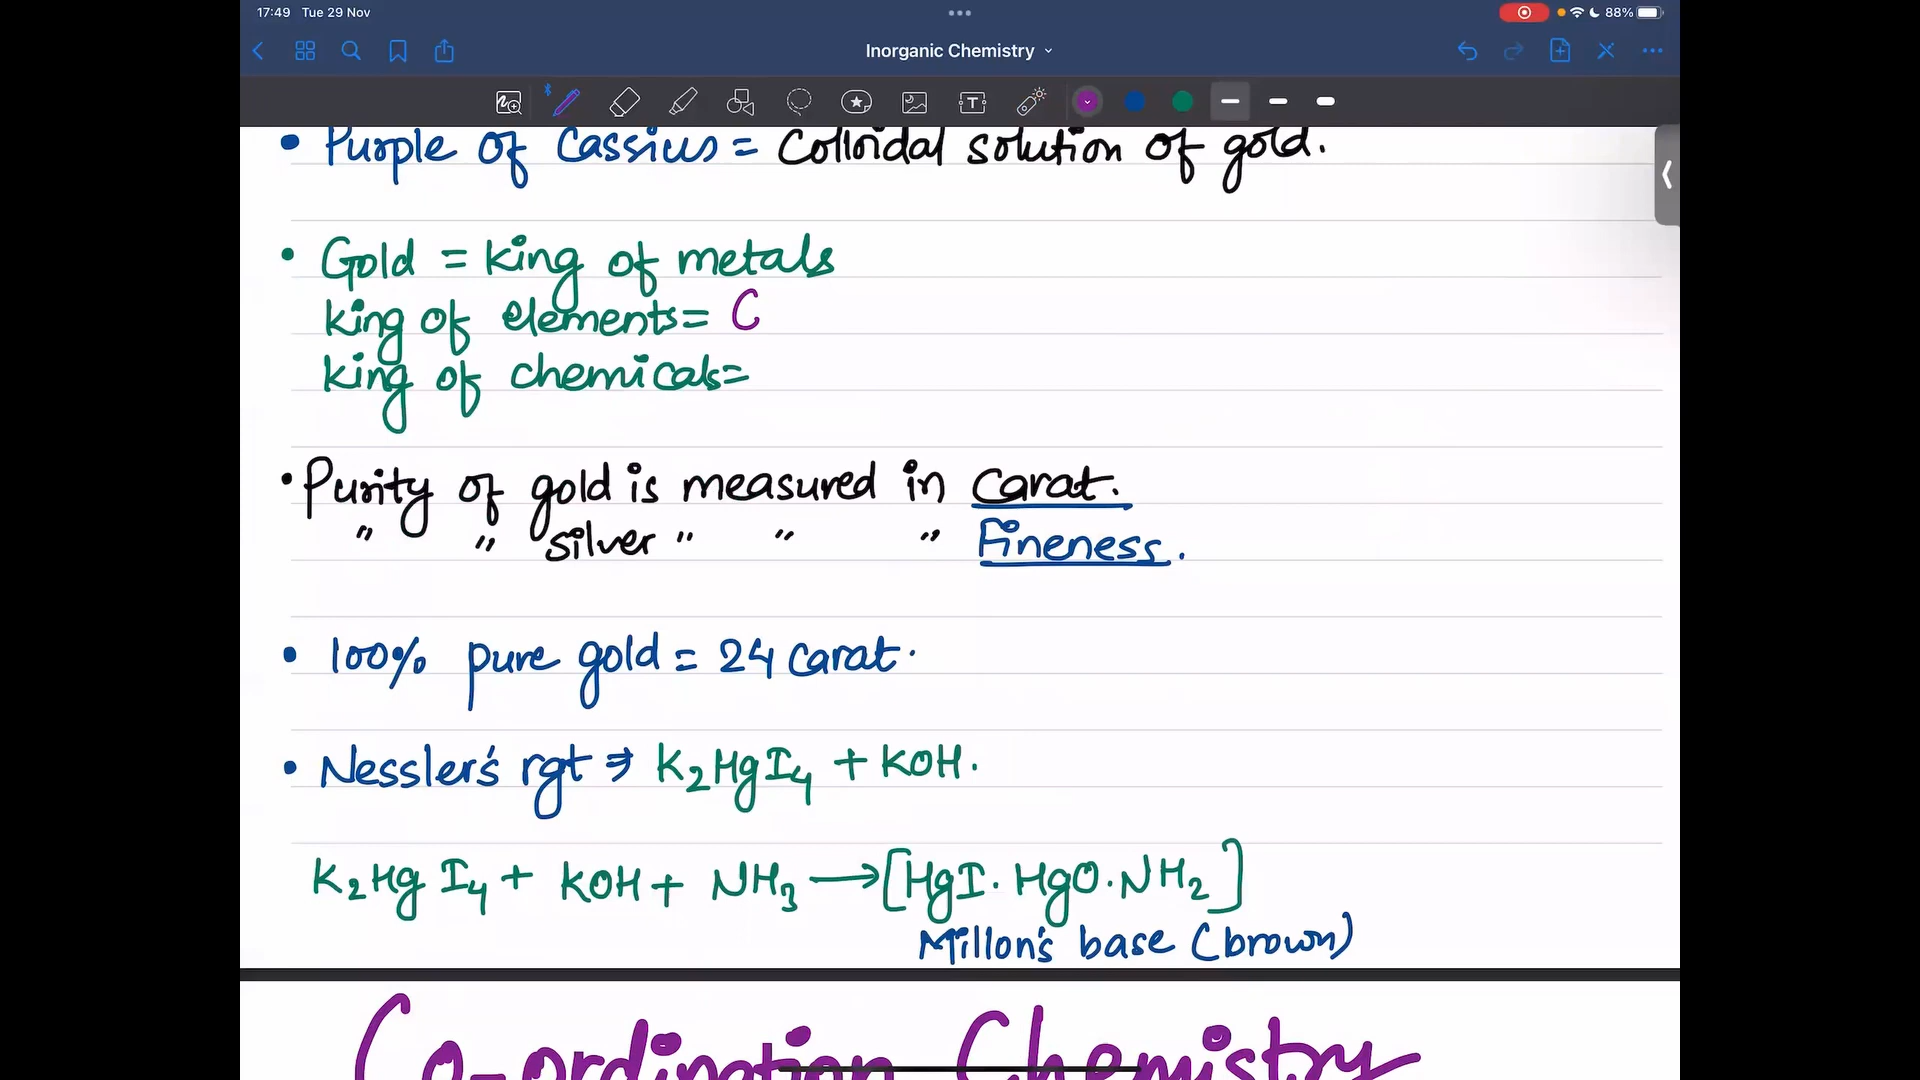 17:49 Tue 29 Nov
88%
Inorganic Chemistry
• Purple of Cassius = Colloidal solution of gold.
• Gold = King of metals
King of elements = C
King of chemicals =
• Purity of gold is measured in Carat.
" " silver " " " Fineness.
• 100% pure gold = 24 carat.
• Nessler's rgt ⇒ K₂HgI₄ + KOH.
K₂HgI₄ + KOH + NH₃ → [HgI·HgO·NH₂]
Millon's base (brown)
Co-ordination Chemistry